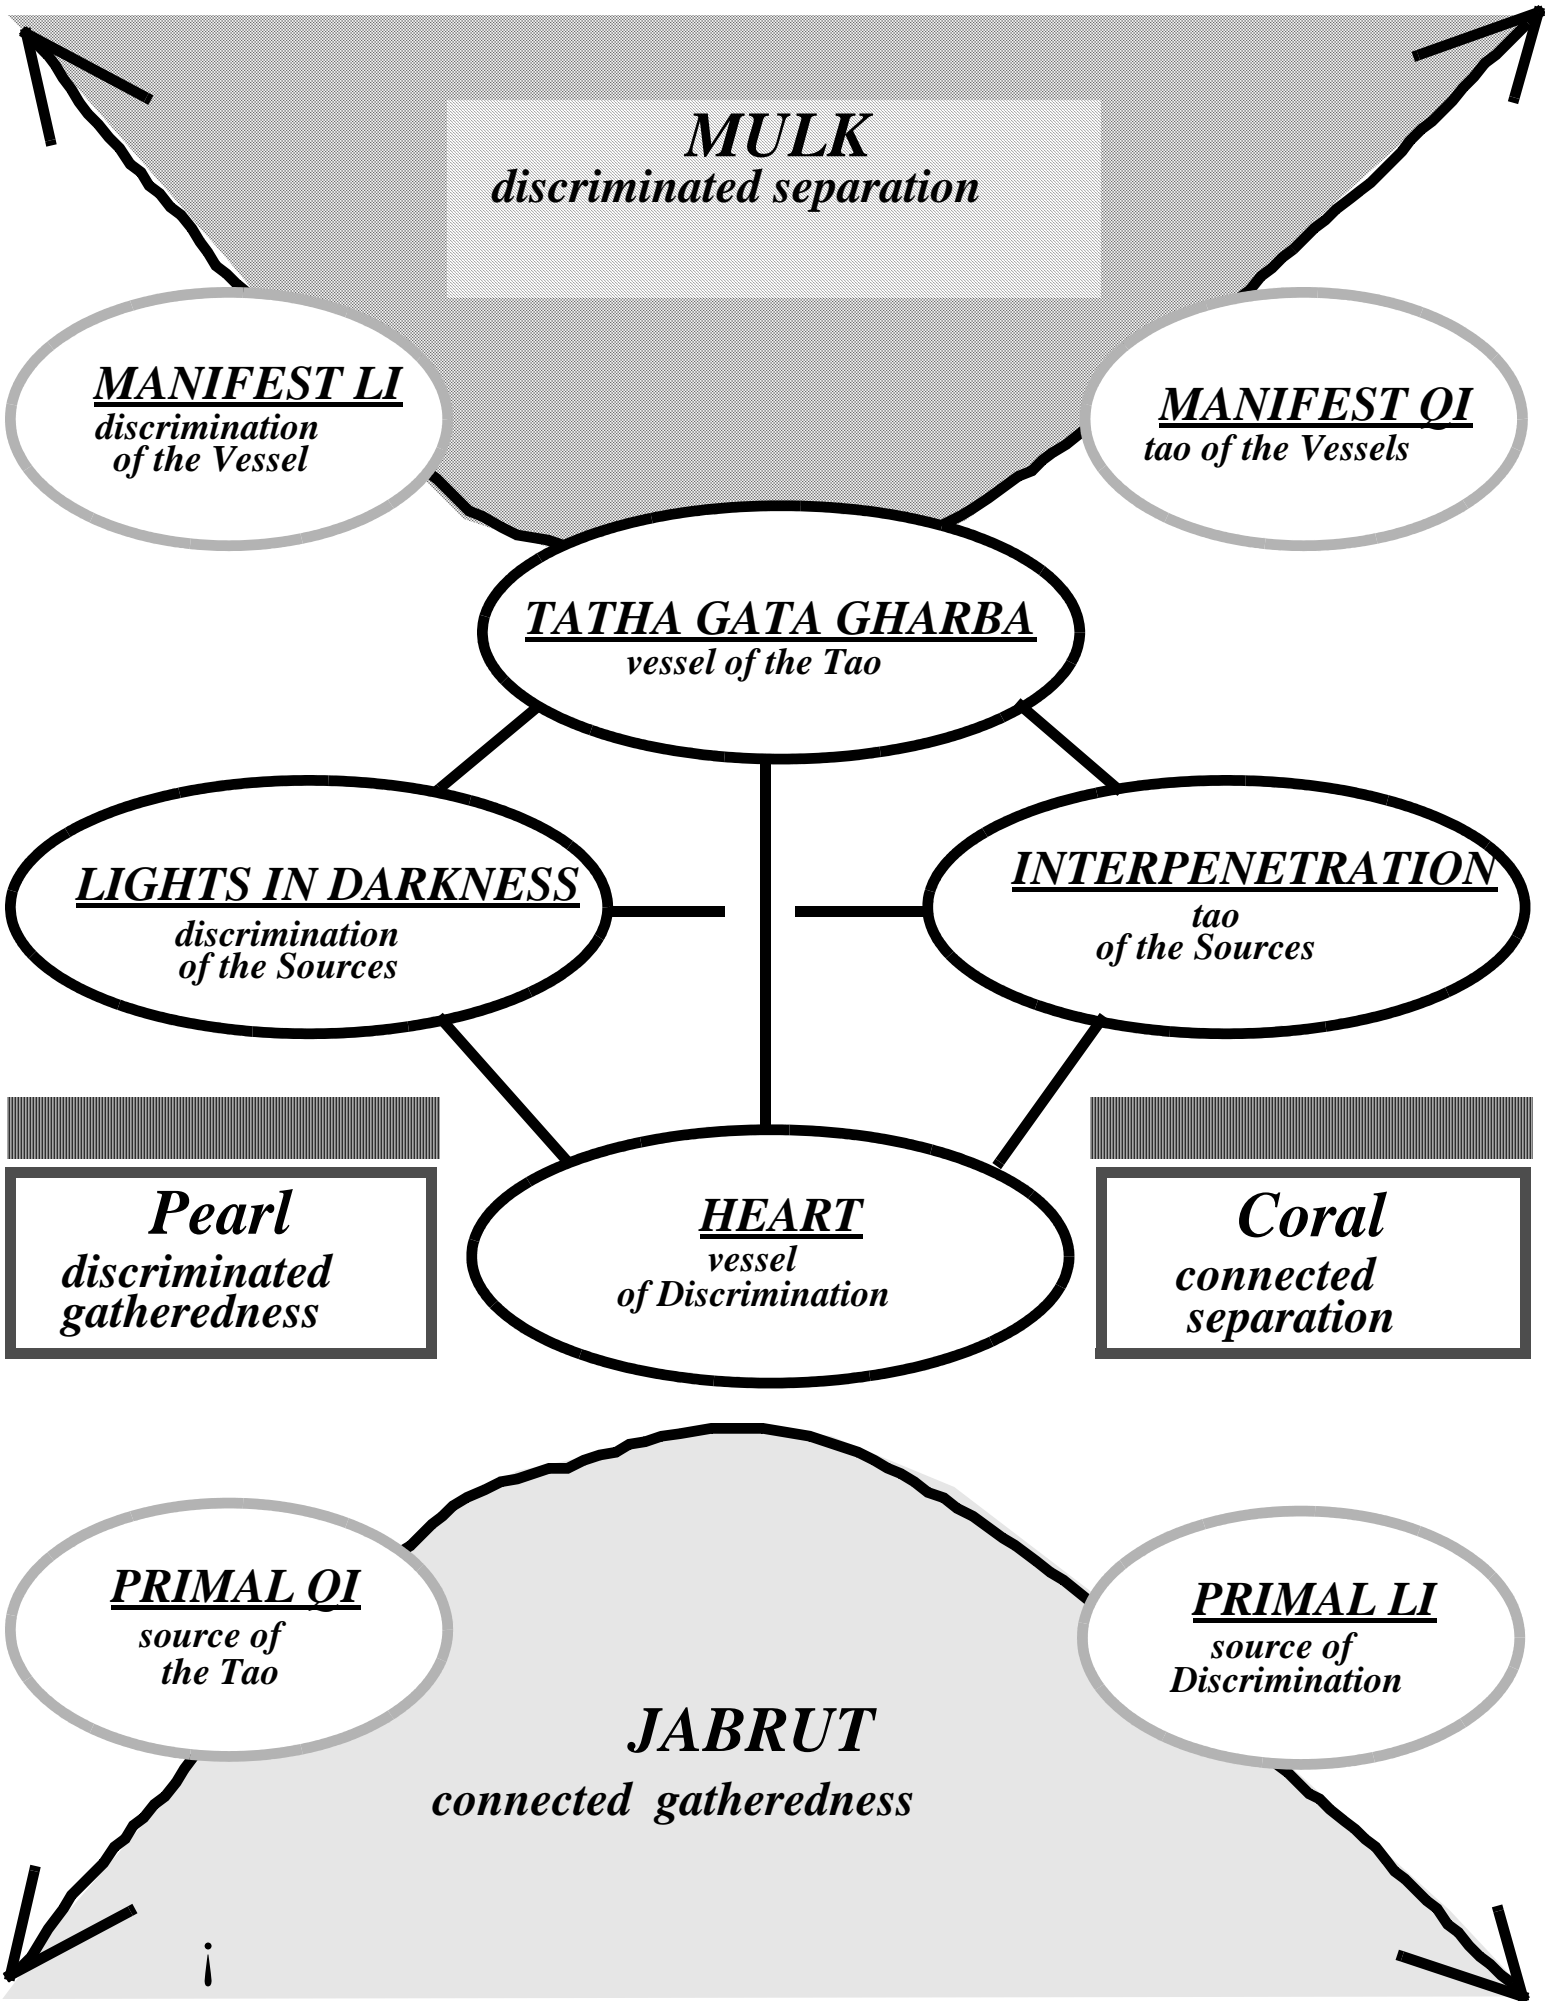 MULK
discriminated separation
MANIFEST LI
discrimination
of the Vessel
MANIFEST QI
tao of the Vessels
TATHA GATA GHARBA
vessel of the Tao
LIGHTS IN DARKNESS
discrimination
of the Sources
INTERPENETRATION
tao
of the Sources
Pearl
discriminated
gatheredness
HEART
vessel
of Discrimination
Coral
connected
separation
PRIMAL QI
source of
the Tao
PRIMAL LI
source of
Discrimination
JABRUT
connected gatheredness
¡